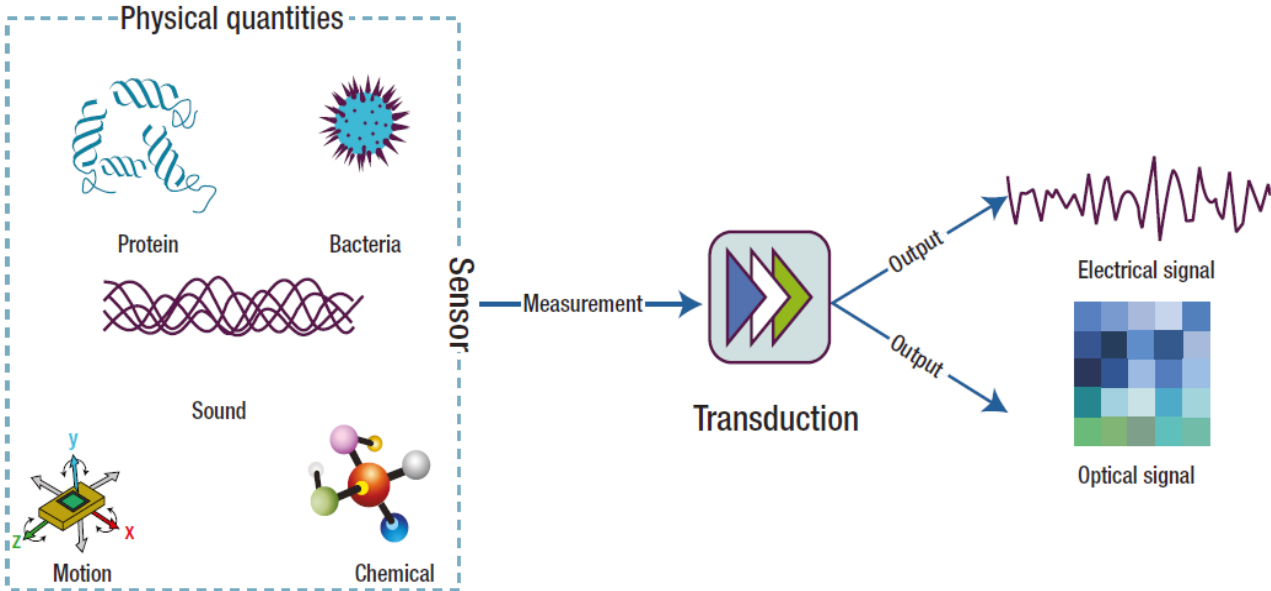 Physical quantities
Protein
Bacteria
Sound
y
x
z
Motion
Chemical
Sensor
Measurement
Transduction
Output
Output
Electrical signal
Optical signal